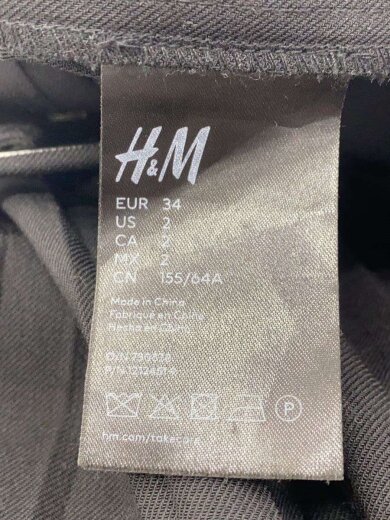 H&M
EUR 34
US 2
CA 2
MX 2
CN 155/64A
Made in China
Fabriqué en Chine
Hecho en China
O/N
P/N
hm.com/takecare
P